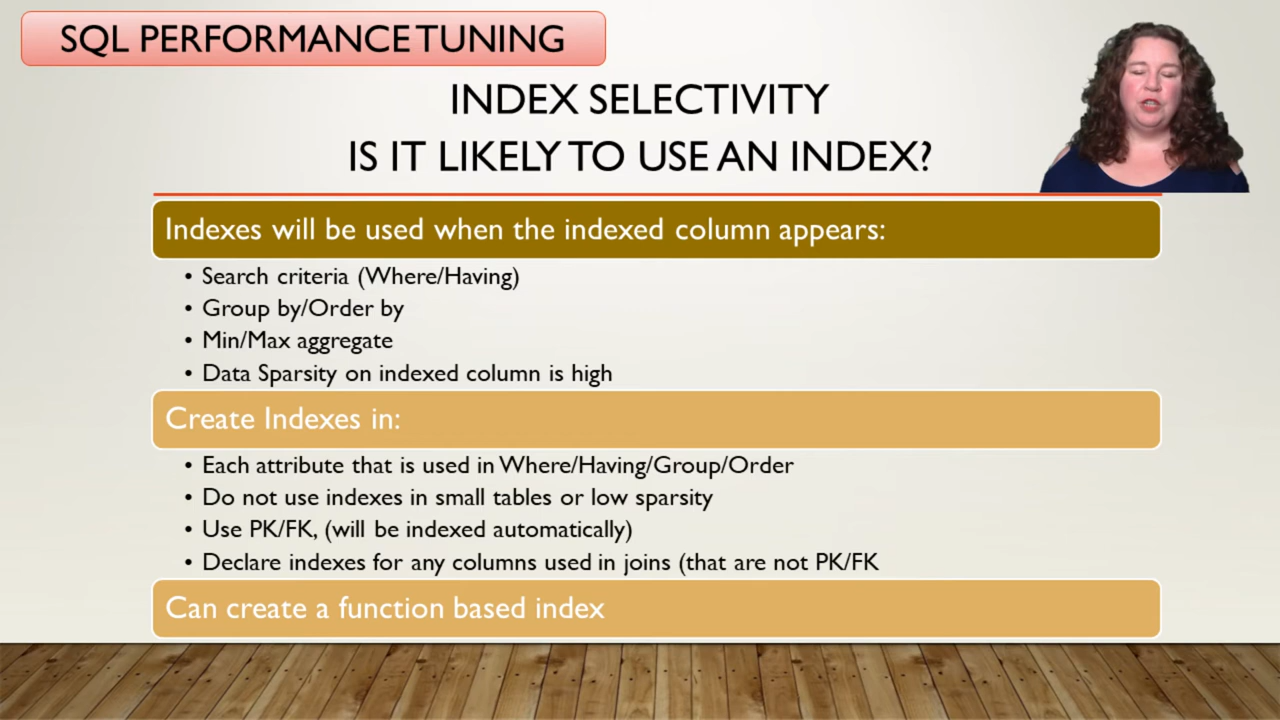 SQL PERFORMANCE TUNING
INDEX SELECTIVITY
IS IT LIKELY TO USE AN INDEX?
Indexes will be used when the indexed column appears:
• Search criteria (Where/Having)
• Group by/Order by
• Min/Max aggregate
• Data Sparsity on indexed column is high
Create Indexes in:
• Each attribute that is used in Where/Having/Group/Order
• Do not use indexes in small tables or low sparsity
• Use PK/FK, (will be indexed automatically)
• Declare indexes for any columns used in joins (that are not PK/FK
Can create a function based index